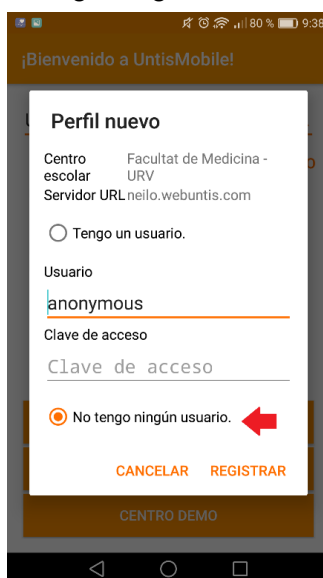 80 % 9:38
¡Bienvenido a UntisMobile!
Perfil nuevo
Centro escolar Facultat de Medicina - URV
Servidor URL neilo.webuntis.com
Tengo un usuario.
Usuario
anonymous
Clave de acceso
Clave de acceso
No tengo ningún usuario.
CANCELAR REGISTRAR
CENTRO DEMO